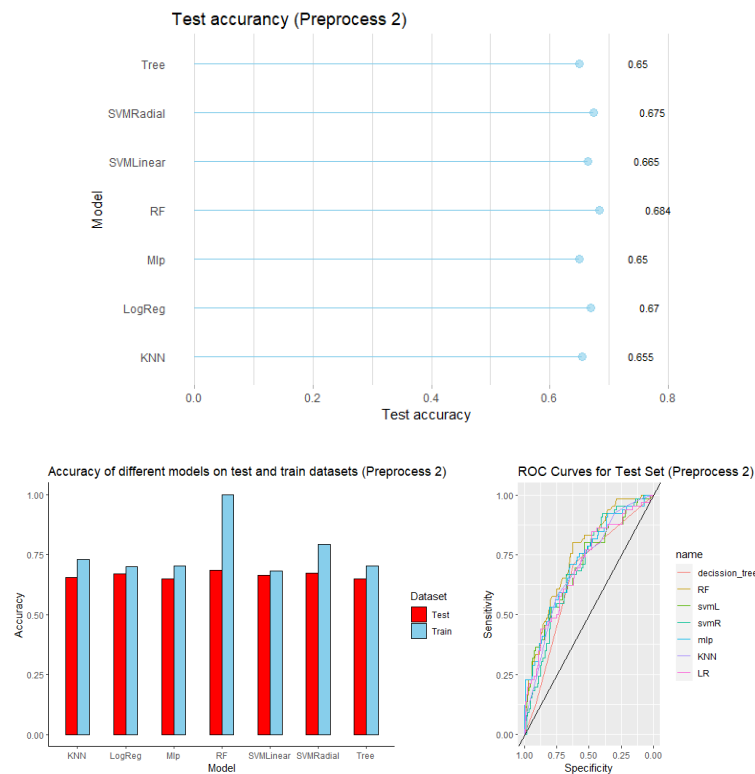 Test accurancy (Preprocess 2)
Tree
0.65
SVMRadial
0.675
SVMLinear
0.665
RF
0.684
Mlp
0.65
LogReg
0.67
KNN
0.655
Model
0.0 0.2 0.4 0.6 0.8
Test accuracy
Accuracy of different models on test and train datasets (Preprocess 2)
1.00
0.75
0.50
0.25
0.00
Accuracy
KNN LogReg Mlp RF SVMLinear SVMRadial Tree
Model
Dataset
Test
Train
ROC Curves for Test Set (Preprocess 2)
1.00
0.75
0.50
0.25
0.00
Sensitivity
1.00 0.75 0.50 0.25 0.00
Specificity
name
decission_tree
RF
svmL
svmR
mlp
KNN
LR